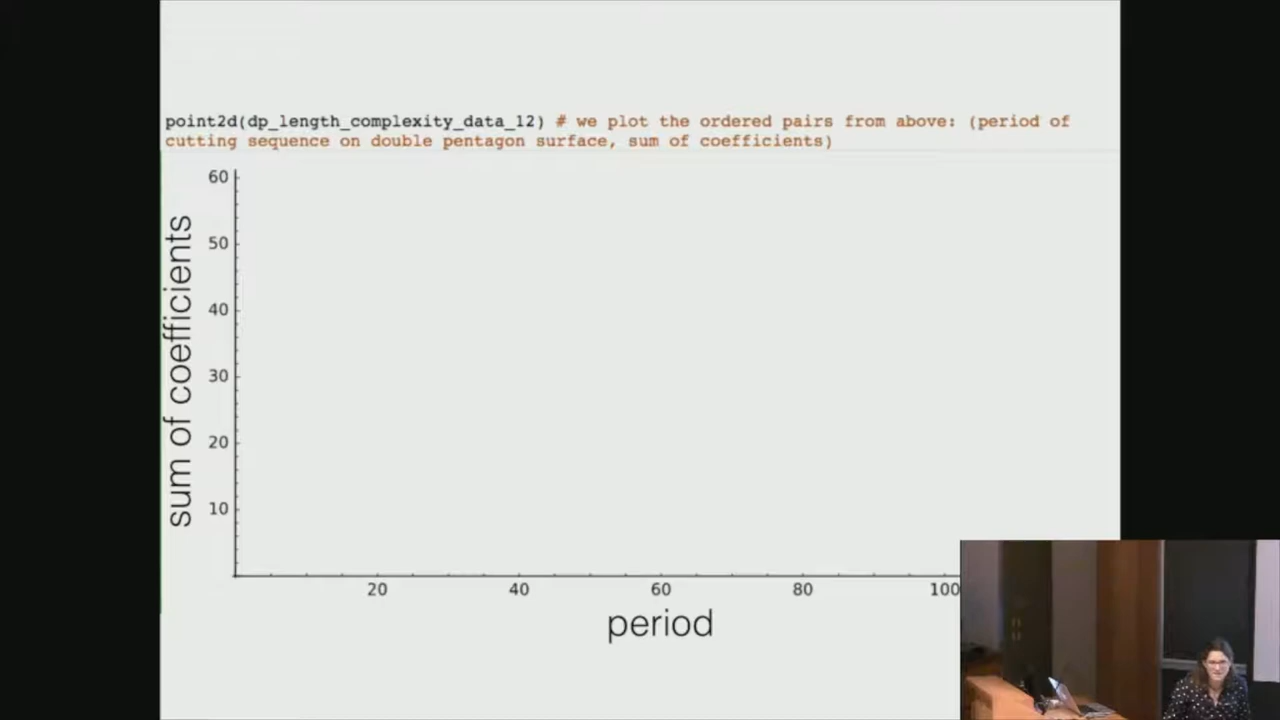 point2d(dp_length_complexity_data_12) # we plot the ordered pairs from above: (period of
cutting sequence on double pentagon surface, sum of coefficients)
sum of coefficients
60
50
40
30
20
10
20 40 60 80 100
period